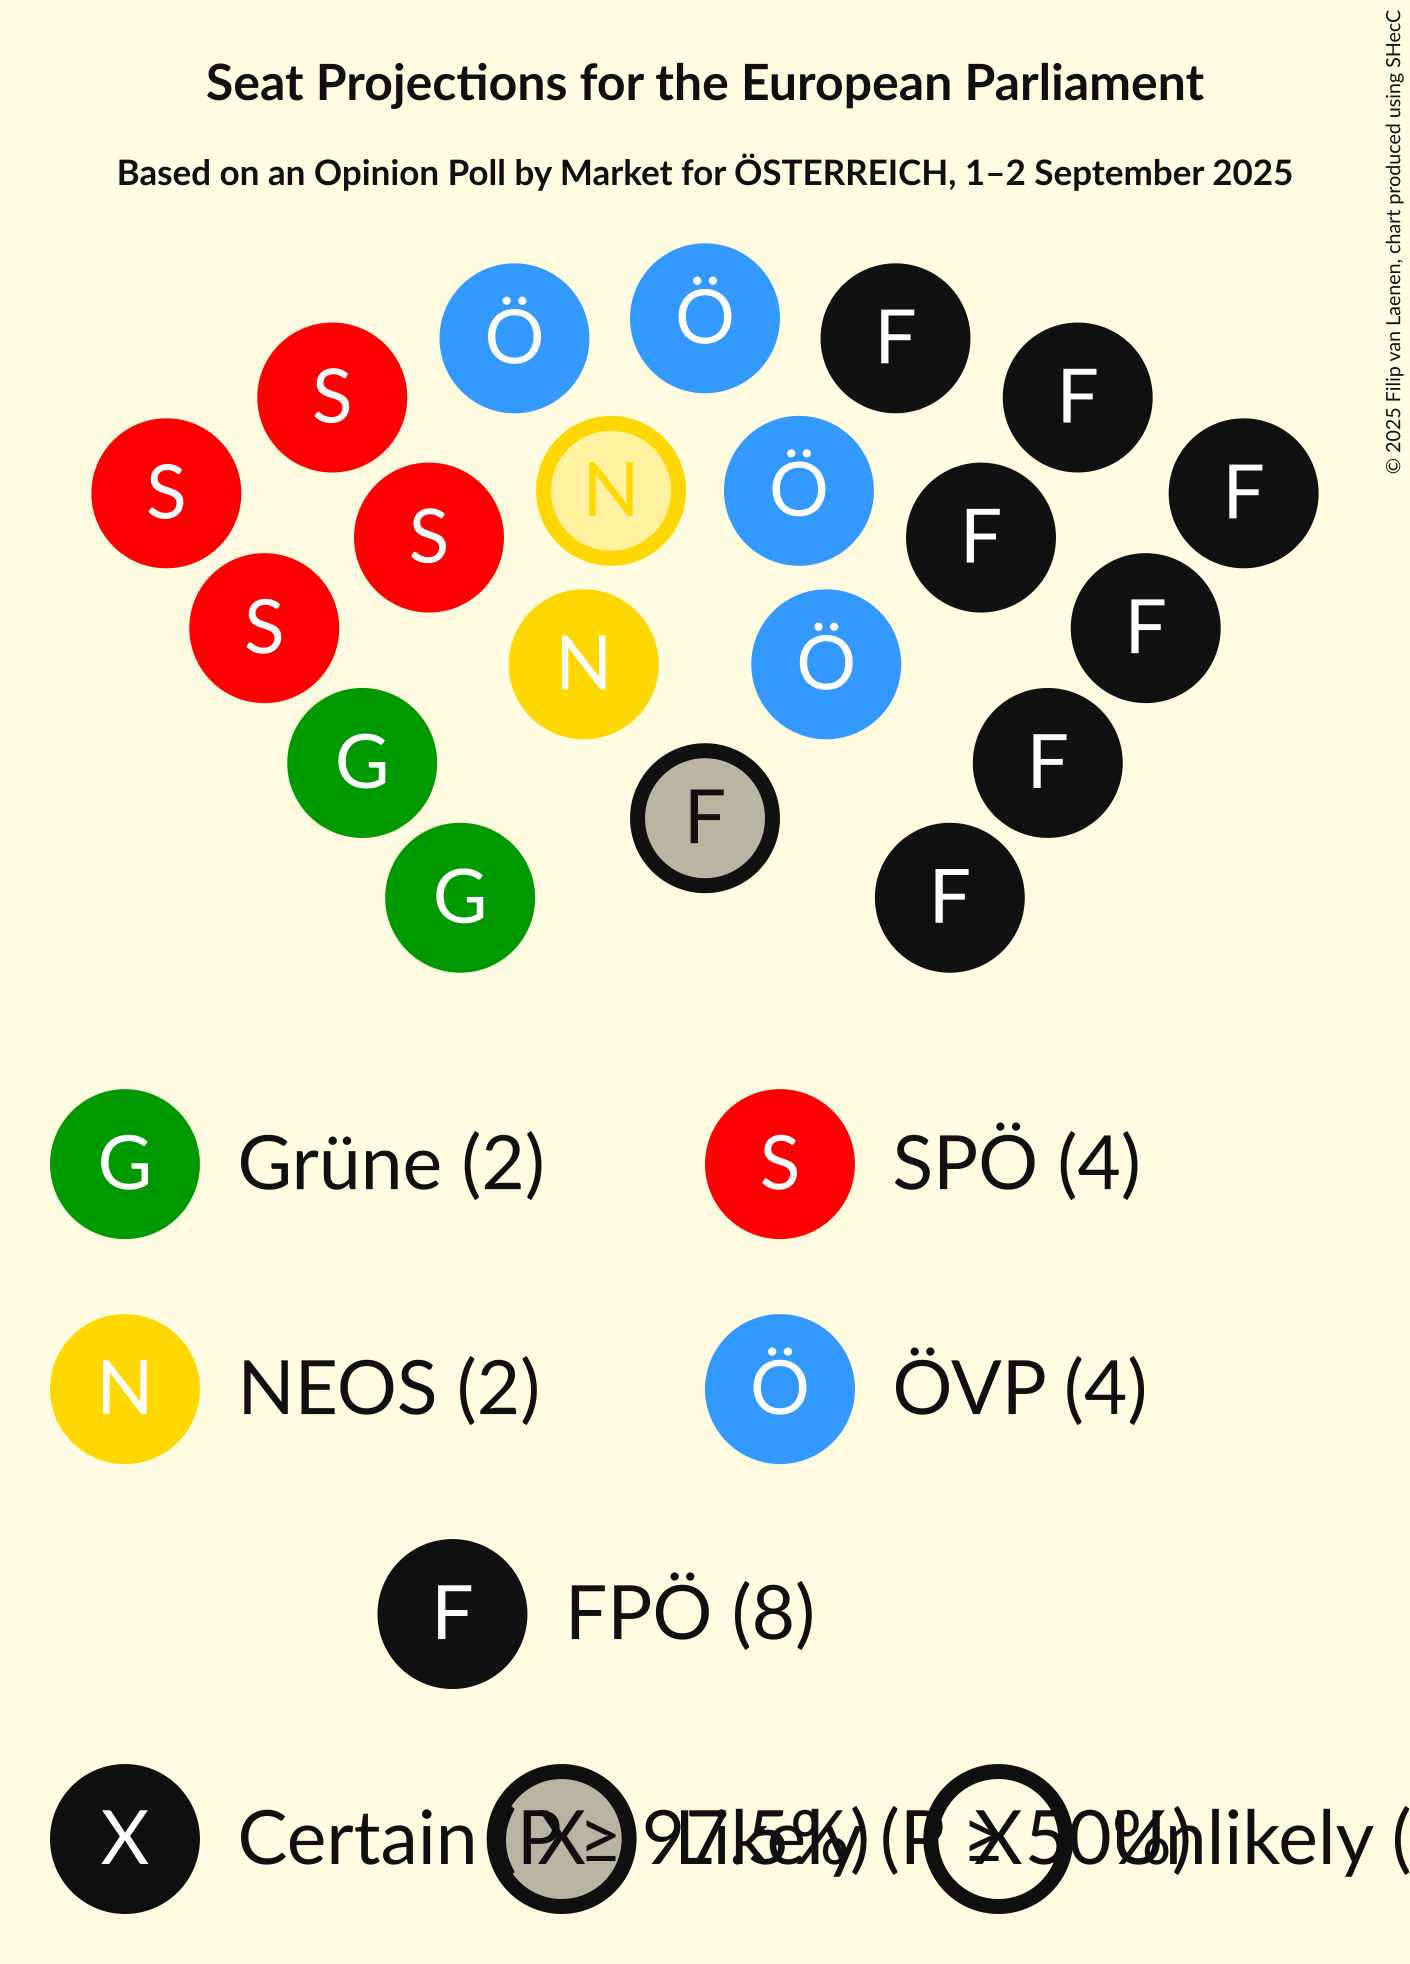 Seat Projections for the European Parliament
Based on an Opinion Poll by Market for ÖSTERREICH, 1–2 September 2025
© 2025 Filip van Laenen, chart produced using SHecC
Ö Ö F
S F
S N Ö F
S F
S F
N Ö
G F
F
G F
G Grüne (2) S SPÖ (4)
N NEOS (2) Ö ÖVP (4)
F FPÖ (8)
X Certain (P ≥ 97.5%) X Likely (P ≥ 50%) X Unlikely (